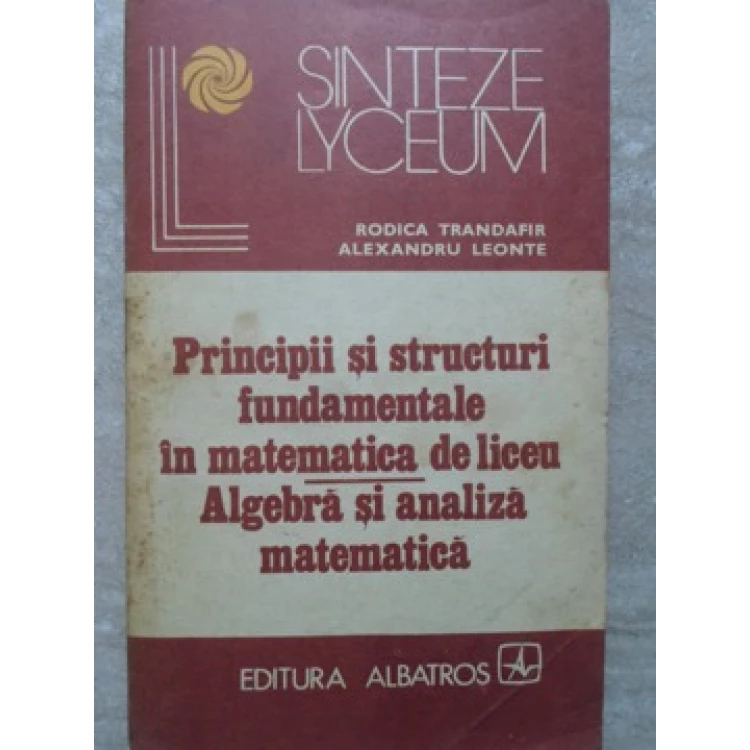 SINTEZE
LYCEUM
RODICA TRANDAFIR
ALEXANDRU LEONTE
Principii și structuri
fundamentale
în matematica de liceu
Algebră și analiză
matematică
EDITURA ALBATROS